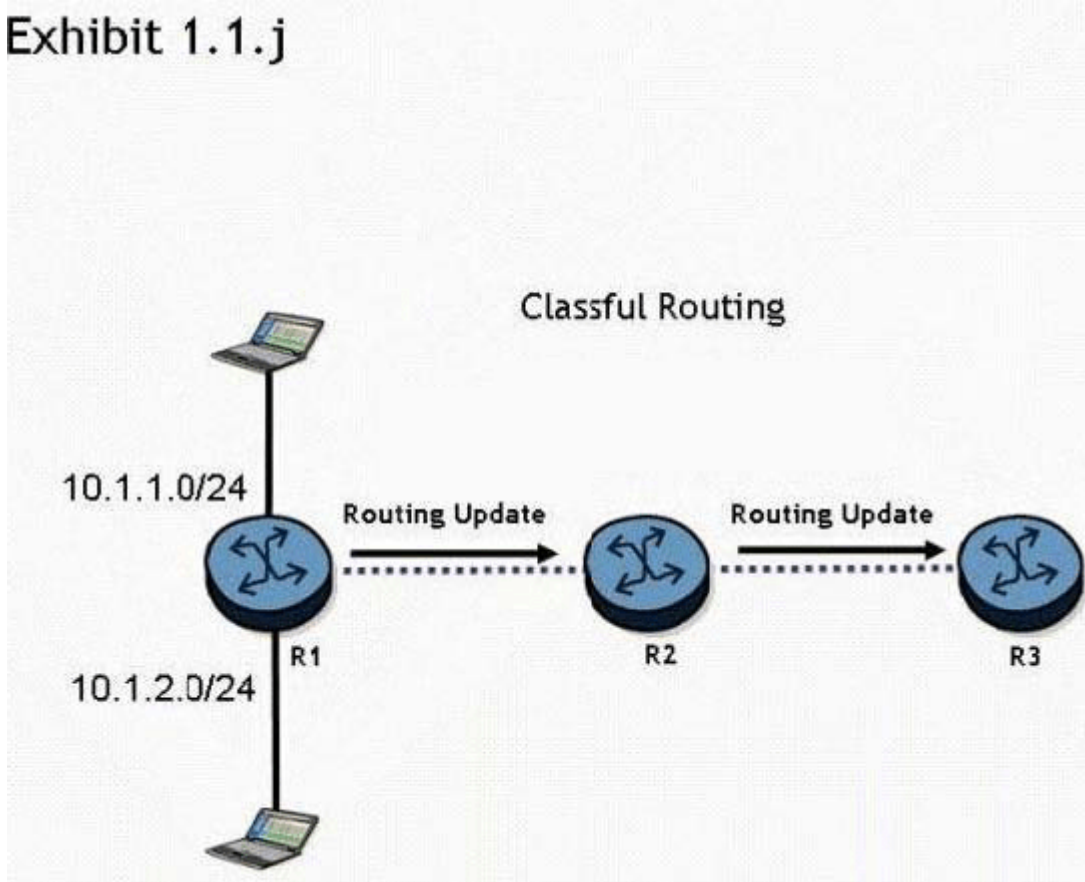 Exhibit 1.1.j
Classful Routing
10.1.1.0/24
Routing Update
Routing Update
R1
R2
R3
10.1.2.0/24